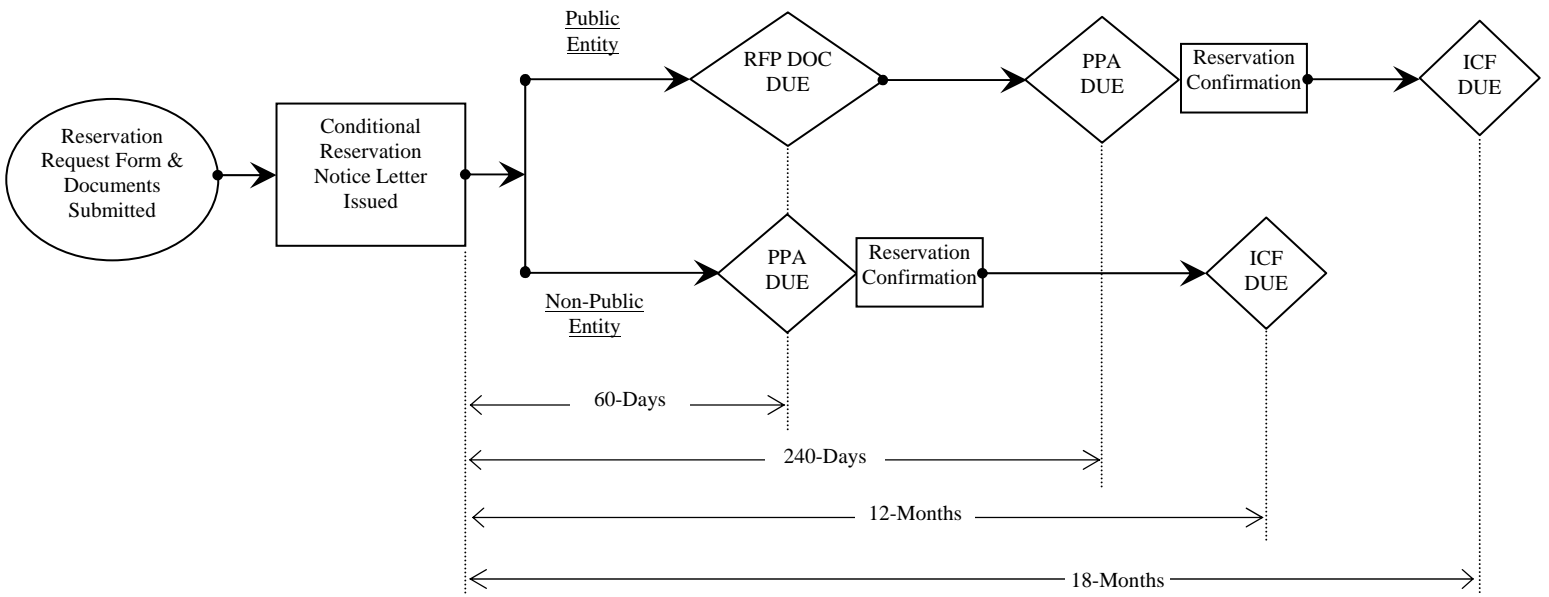 Reservation
Request Form &
Documents
Submitted
Conditional
Reservation
Notice Letter
Issued
Public
Entity
RFP DOC
DUE
PPA
DUE
Reservation
Confirmation
ICF
DUE
Non-Public
Entity
PPA
DUE
Reservation
Confirmation
ICF
DUE
60-Days
240-Days
12-Months
18-Months